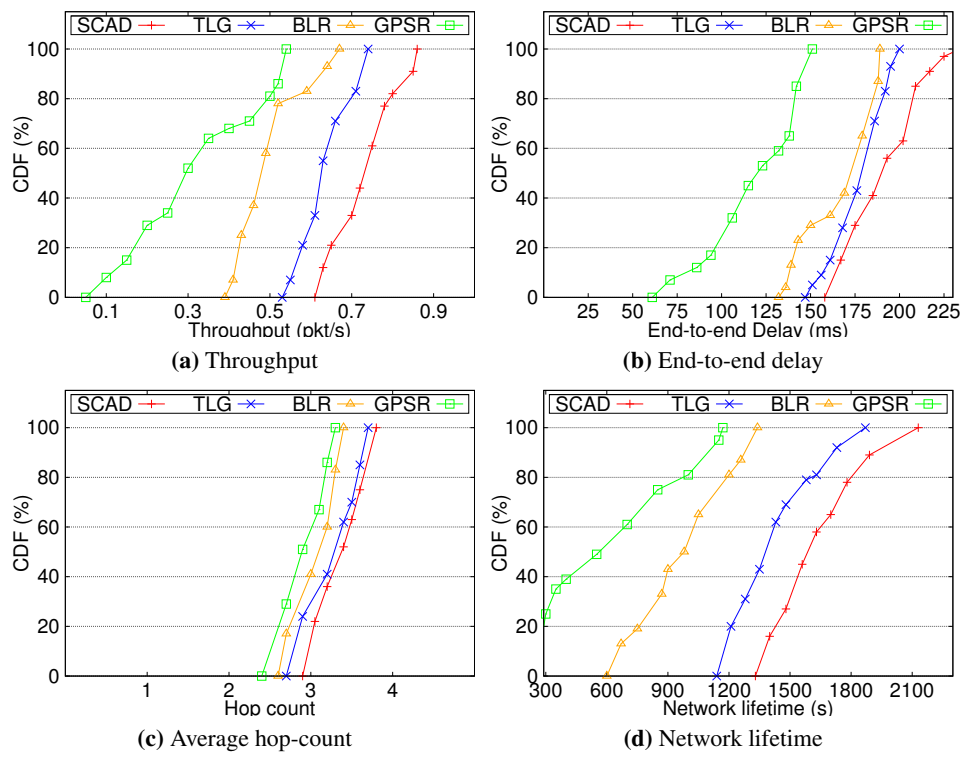 SCAD TLG BLR GPSR
100
80
60
40
20
0
CDF (%)
0.1 0.3 0.5 0.7 0.9
Throughput (pkt/s)
(a) Throughput
SCAD TLG BLR GPSR
100
80
60
40
20
0
CDF (%)
25 50 75 100 125 150 175 200 225
End-to-end Delay (ms)
(b) End-to-end delay
SCAD TLG BLR GPSR
100
80
60
40
20
0
CDF (%)
1 2 3 4
Hop count
(c) Average hop-count
SCAD TLG BLR GPSR
100
80
60
40
20
0
CDF (%)
300 600 900 1200 1500 1800 2100
Network lifetime (s)
(d) Network lifetime